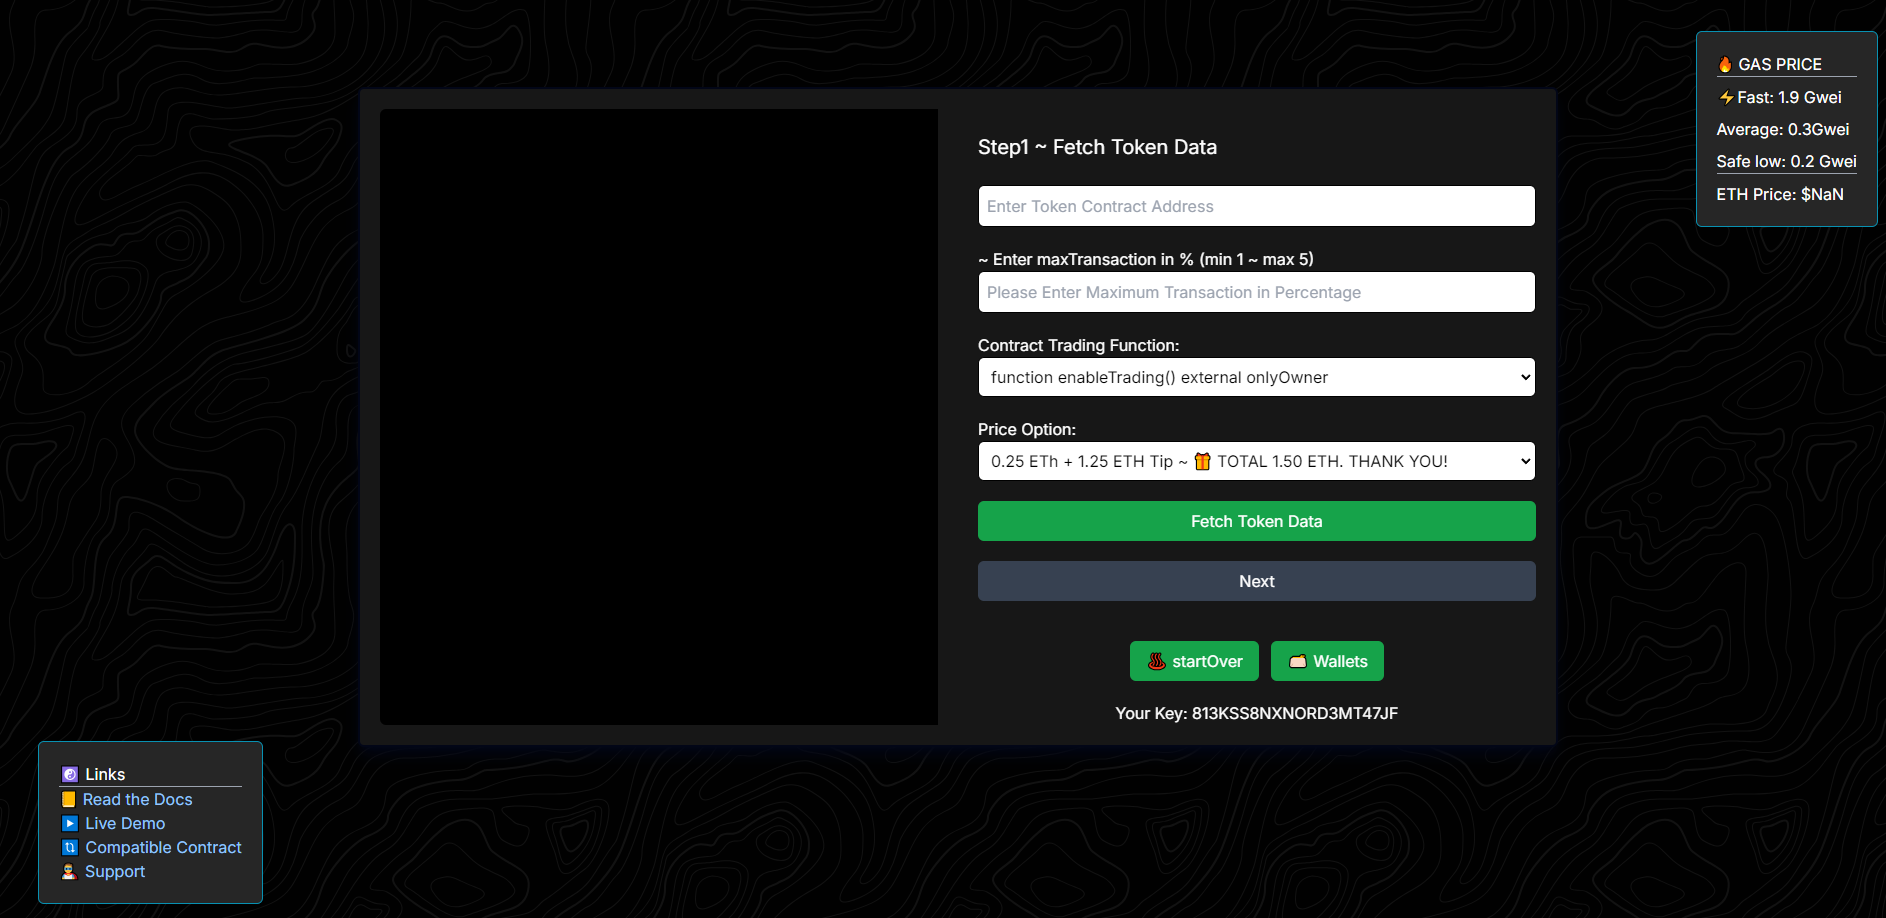 🔥 GAS PRICE
⚡Fast: 1.9 Gwei
Average: 0.3Gwei
Safe low: 0.2 Gwei
ETH Price: $NaN
Step1 ~ Fetch Token Data
Enter Token Contract Address
~ Enter maxTransaction in % (min 1 ~ max 5)
Please Enter Maximum Transaction in Percentage
Contract Trading Function:
function enableTrading() external onlyOwner
Price Option:
0.25 ETh + 1.25 ETH Tip ~ 🎁 TOTAL 1.50 ETH. THANK YOU!
Fetch Token Data
Next
startOver
Wallets
Your Key: 813KSS8NXNORD3MT47JF
Links
Read the Docs
Live Demo
Compatible Contract
Support